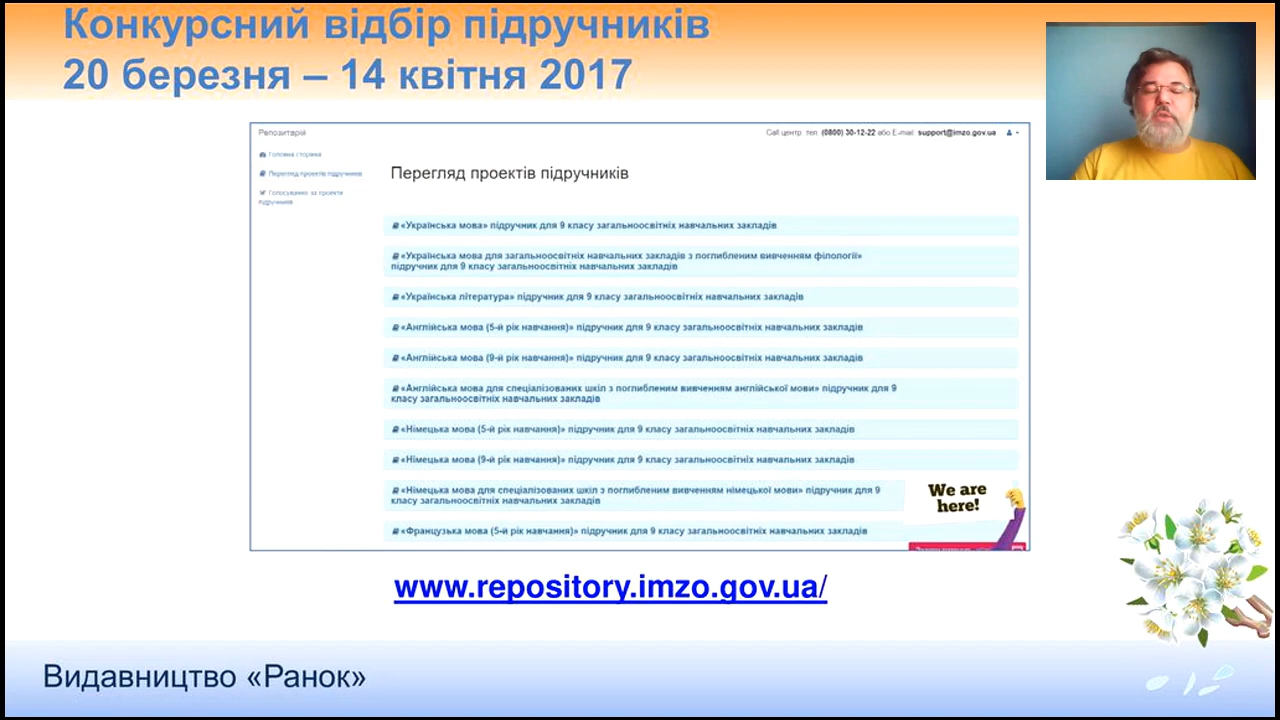 Конкурсний відбір підручників
20 березня – 14 квітня 2017
Репозитарій
Call центр тел. (0800) 30-12-22 або E-mail: support@imzo.gov.ua
Головна сторінка
Перегляд проектів підручників
Голосування за проекти
підручників
Перегляд проектів підручників
«Українська мова» підручник для 9 класу загальноосвітніх навчальних закладів
«Українська мова для загальноосвітніх навчальних закладів з поглибленим вивченням філології»
підручник для 9 класу загальноосвітніх навчальних закладів
«Українська література» підручник для 9 класу загальноосвітніх навчальних закладів
«Англійська мова (5-й рік навчання)» підручник для 9 класу загальноосвітніх навчальних закладів
«Англійська мова (9-й рік навчання)» підручник для 9 класу загальноосвітніх навчальних закладів
«Англійська мова для спеціалізованих шкіл з поглибленим вивченням англійської мови» підручник для 9
класу загальноосвітніх навчальних закладів
«Німецька мова (5-й рік навчання)» підручник для 9 класу загальноосвітніх навчальних закладів
«Німецька мова (9-й рік навчання)» підручник для 9 класу загальноосвітніх навчальних закладів
«Німецька мова для спеціалізованих шкіл з поглибленим вивченням німецької мови» підручник для 9
класу загальноосвітніх навчальних закладів
«Французька мова (5-й рік навчання)» підручник для 9 класу загальноосвітніх навчальних закладів
We are
here!
www.repository.imzo.gov.ua/
Видавництво «Ранок»